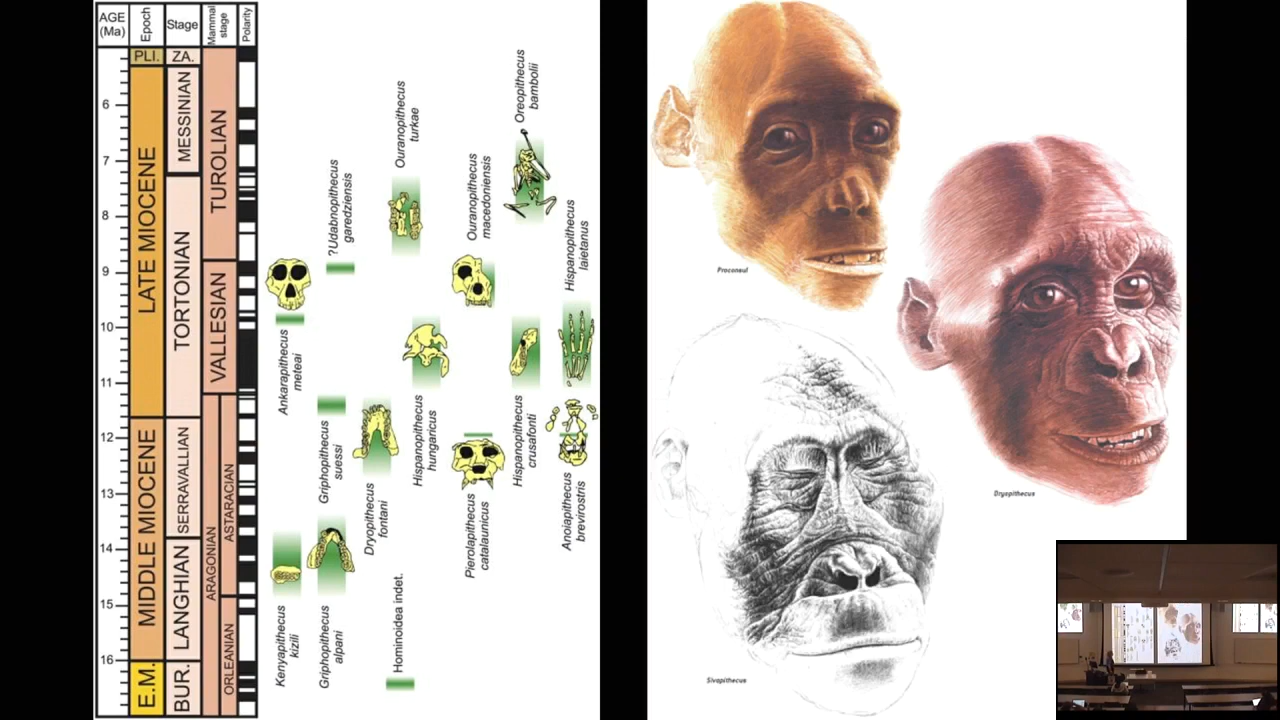 AGE
(Ma)
Epoch
Stage
Mammal
stage
Polarity
PLI.
ZA.
6
7
8
9
10
11
12
13
14
15
16
LATE MIOCENE
MIDDLE MIOCENE
E.M.
MESSINIAN
TORTONIAN
SERRAVALLIAN
LANGHIAN
BUR.
TUROLIAN
VALLESIAN
ARAGONIAN
ASTARACIAN
ORLEANIAN
Oreopithecus
bambolii
Ouranopithecus
turkae
?Udabnopithecus
garedziensis
Ouranopithecus
macedoniensis
Hispanopithecus
laietanus
Ankarapithecus
meteai
Griphopithecus
suessi
Hispanopithecus
hungaricus
Hispanopithecus
crusafonti
Dryopithecus
fontani
Pierolapithecus
catalaunicus
Anoiapithecus
brevirostris
Kenyapithecus
kizili
Griphopithecus
alpani
Hominoidea indet.
Proconsul
Dryopithecus
Sivapithecus